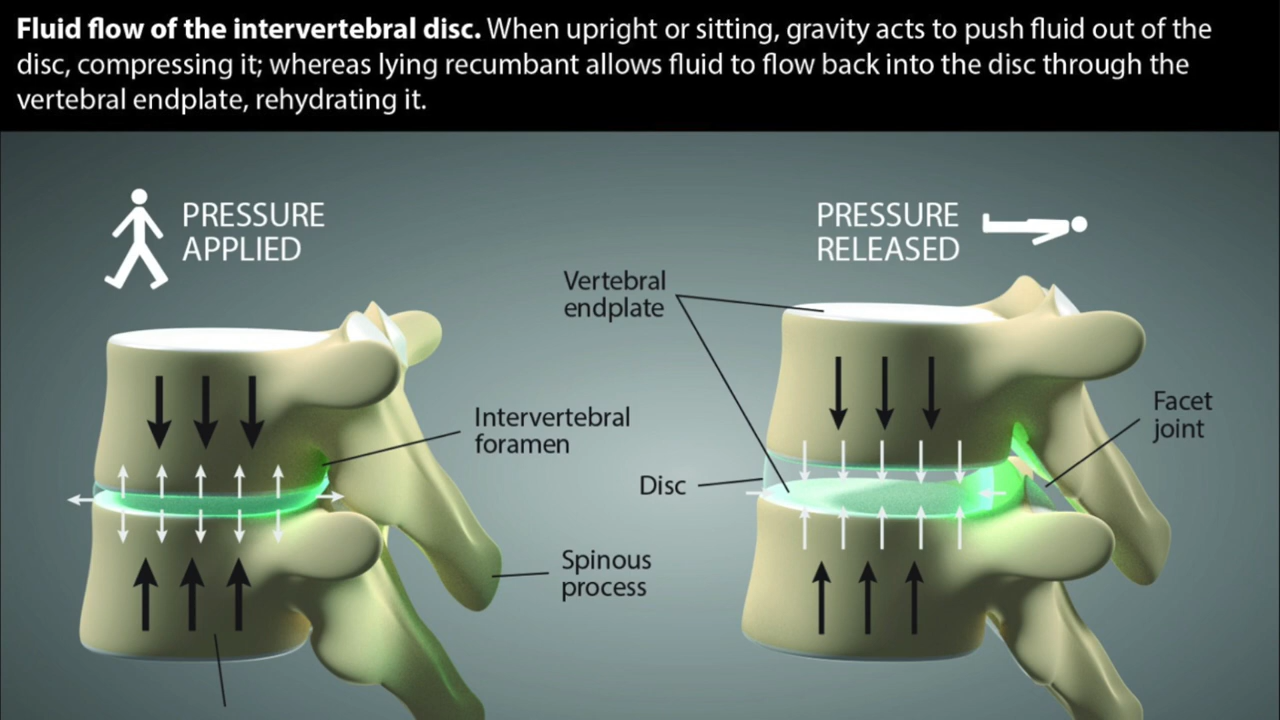 Fluid flow of the intervertebral disc. When upright or sitting, gravity acts to push fluid out of the
disc, compressing it; whereas lying recumbant allows fluid to flow back into the disc through the
vertebral endplate, rehydrating it.
PRESSURE
APPLIED
PRESSURE
RELEASED
Vertebral
endplate
Intervertebral
foramen
Facet
joint
Disc
Spinous
process